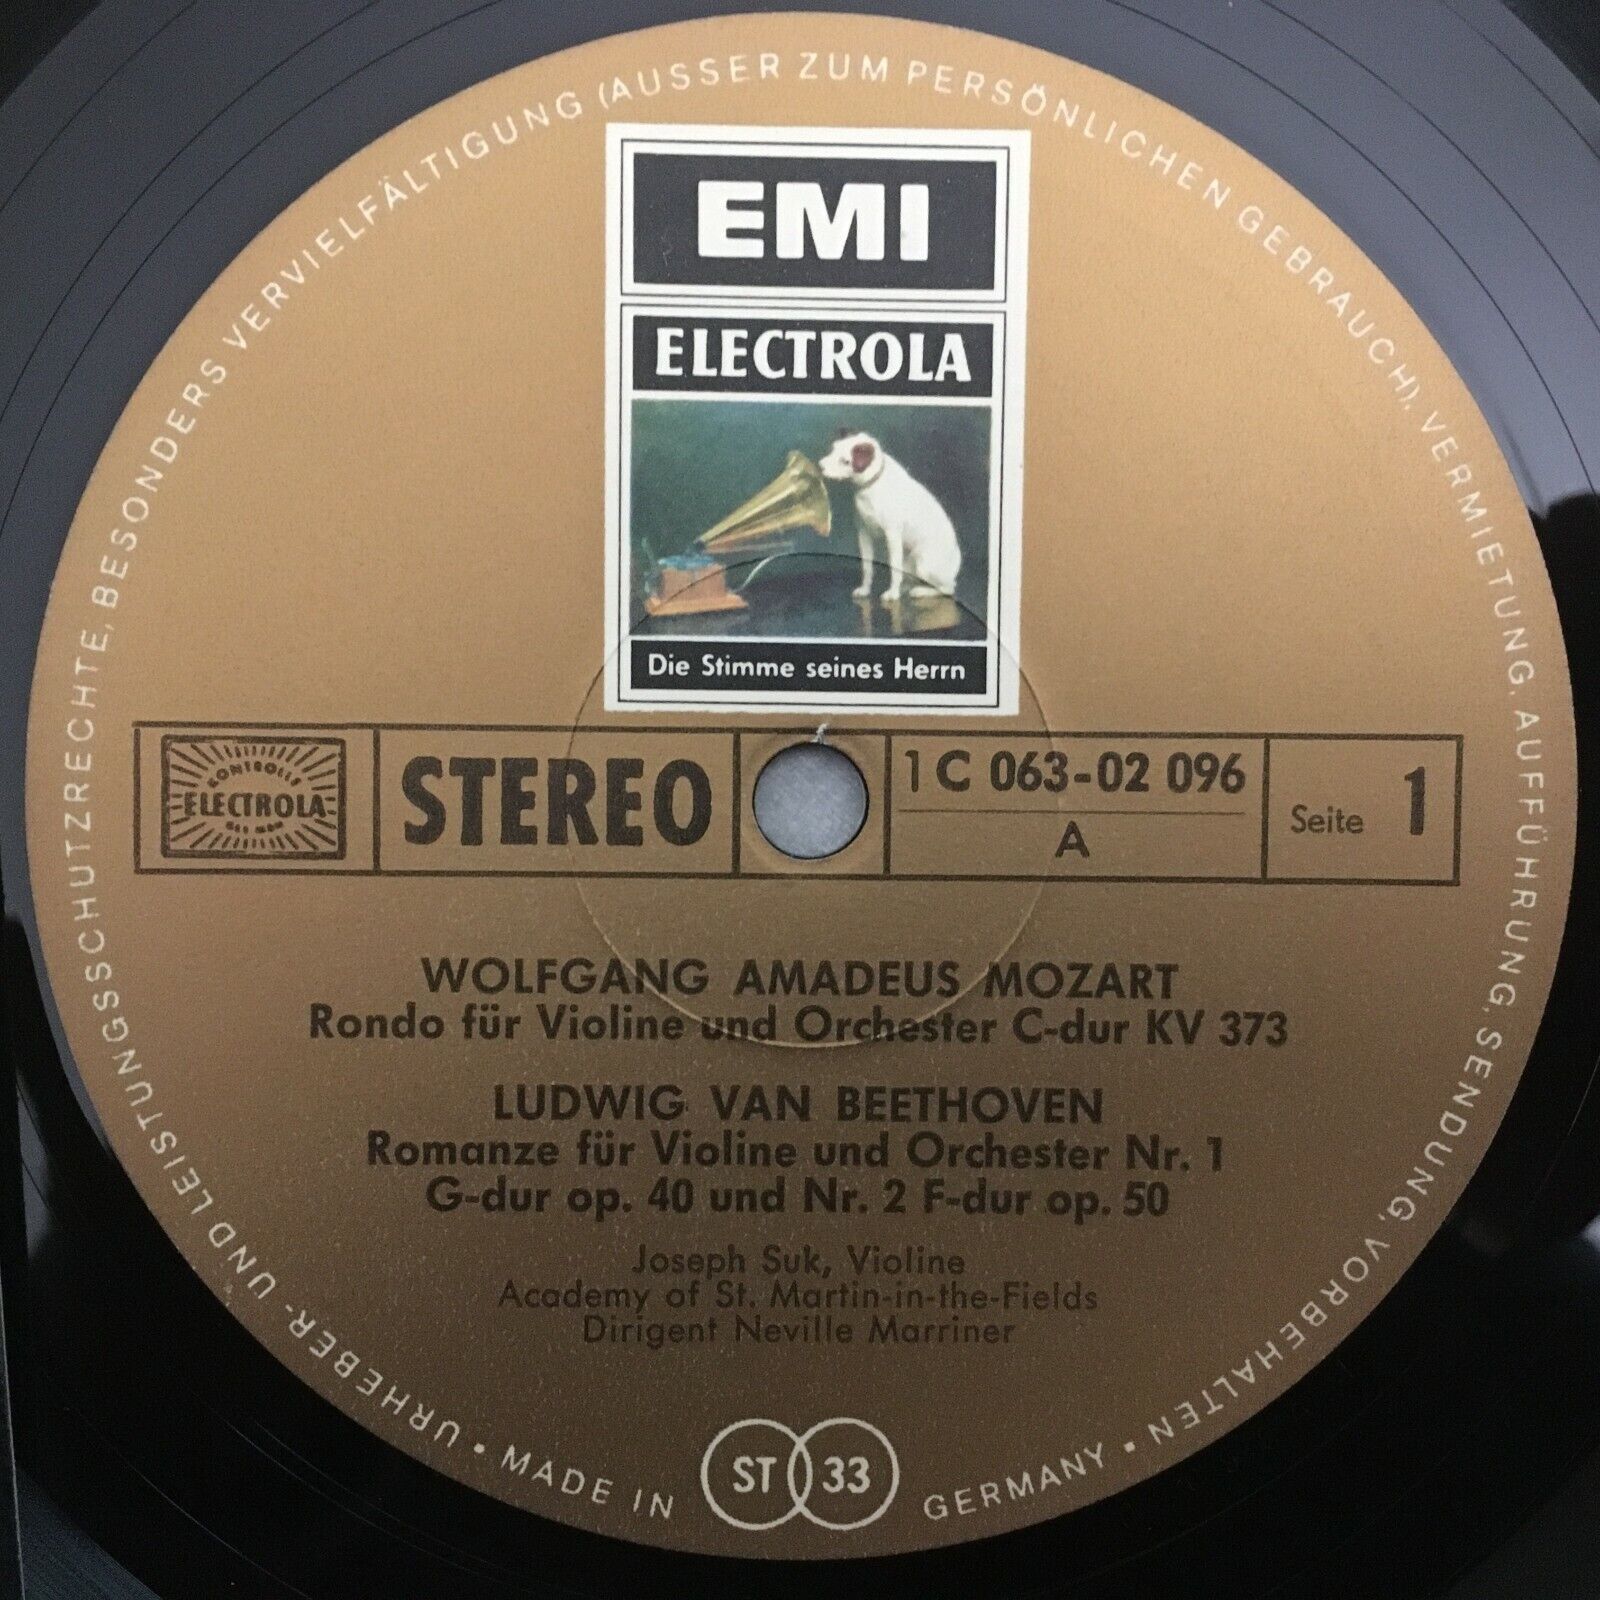 EMI
ELECTROLA
Die Stimme seines Herrn
CONTROLLE
ELECTROLA
STEREO
1 C 063-02 096
A
Seite 1
WOLFGANG AMADEUS MOZART
Rondo für Violine und Orchester C-dur KV 373
LUDWIG VAN BEETHOVEN
Romanze für Violine und Orchester Nr. 1
G-dur op. 40 und Nr. 2 F-dur op. 50
Joseph Suk, Violine
Academy of St. Martin-in-the-Fields
Dirigent Neville Marriner
ST 33
URHEBER- UND LEISTUNGSSCHUTZRECHTE, BESONDERS VERVIELFÄLTIGUNG (AUSSER ZUM PERSÖNLICHEN GEBRAUCH), VERMIETUNG, AUFFÜHRUNG, SENDUNG, VORBEHALTEN •
MADE IN GERMANY •